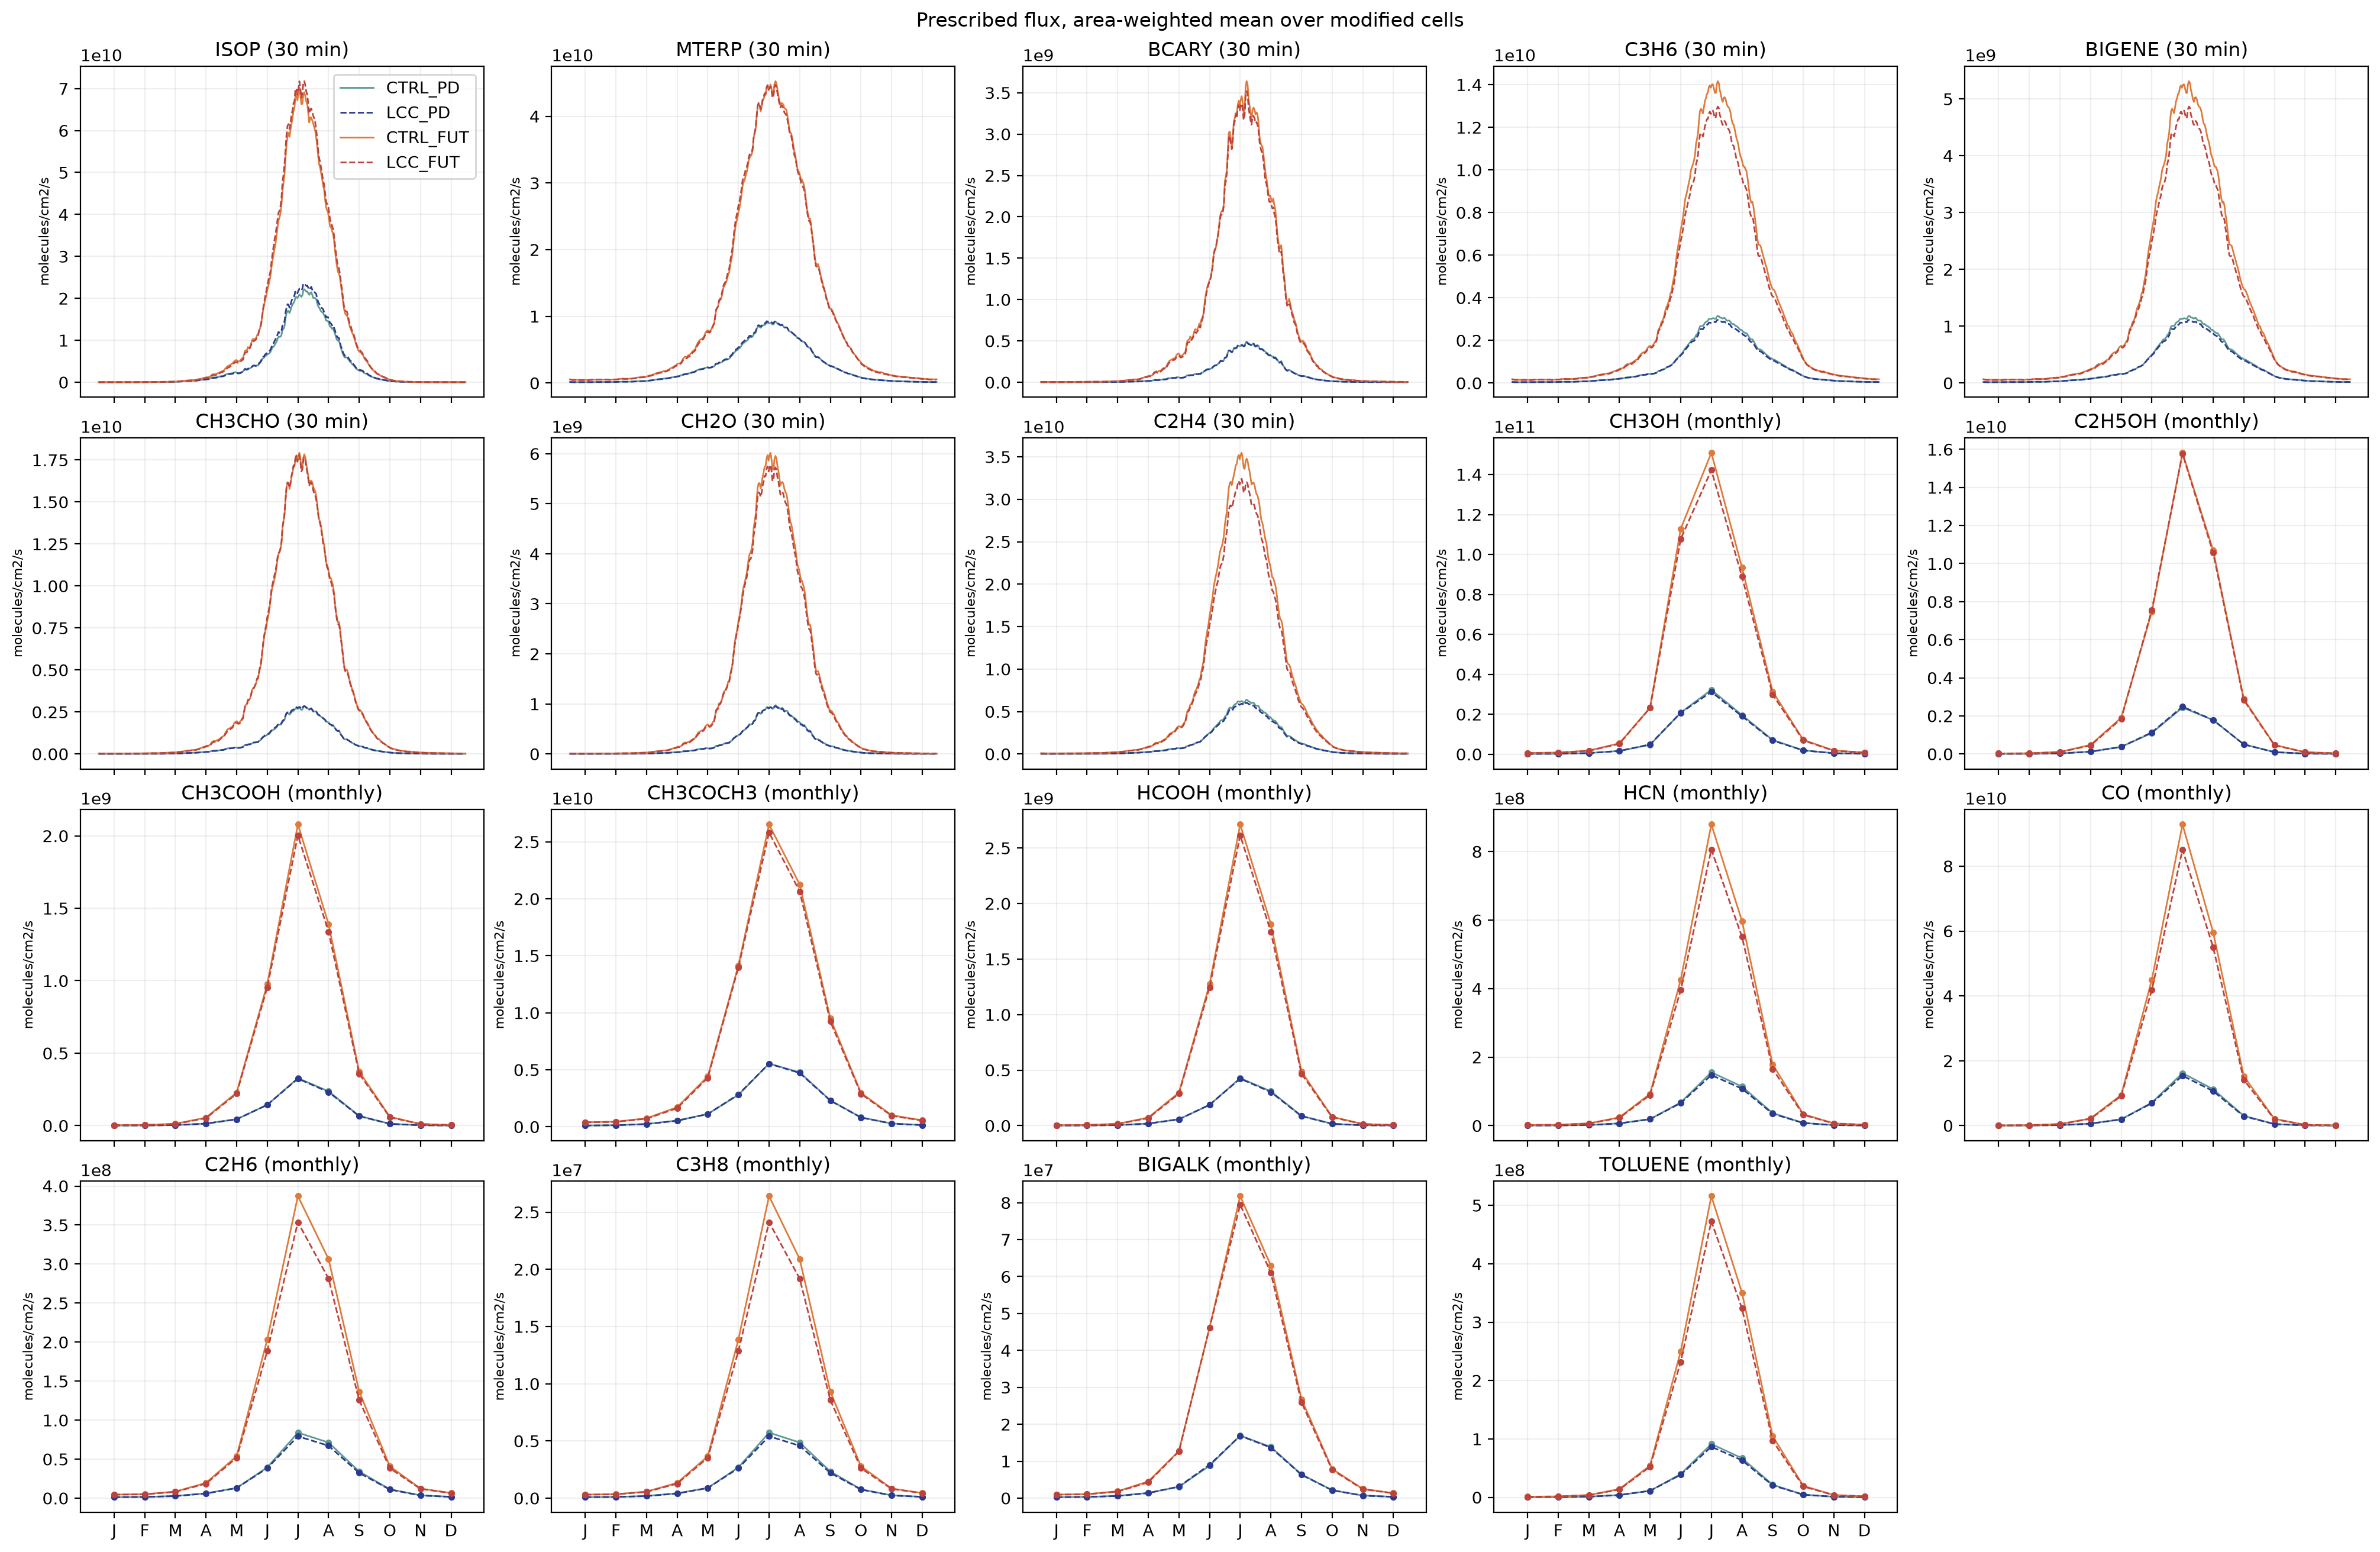 Prescribed flux, area-weighted mean over modified cells
1e10
ISOP (30 min)
7
6
5
4
3
2
1
0
molecules/cm2/s
CTRL_PD
LCC_PD
CTRL_FUT
LCC_FUT
1e10
MTERP (30 min)
4
3
2
1
0
molecules/cm2/s
1e9
BCARY (30 min)
3.5
3.0
2.5
2.0
1.5
1.0
0.5
0.0
molecules/cm2/s
1e10
C3H6 (30 min)
1.4
1.2
1.0
0.8
0.6
0.4
0.2
0.0
molecules/cm2/s
1e9
BIGENE (30 min)
5
4
3
2
1
0
molecules/cm2/s
1e10
CH3CHO (30 min)
1.75
1.50
1.25
1.00
0.75
0.50
0.25
0.00
molecules/cm2/s
1e9
CH2O (30 min)
6
5
4
3
2
1
0
molecules/cm2/s
1e10
C2H4 (30 min)
3.5
3.0
2.5
2.0
1.5
1.0
0.5
0.0
molecules/cm2/s
1e11
CH3OH (monthly)
1.4
1.2
1.0
0.8
0.6
0.4
0.2
0.0
molecules/cm2/s
1e10
C2H5OH (monthly)
1.6
1.4
1.2
1.0
0.8
0.6
0.4
0.2
0.0
molecules/cm2/s
1e9
CH3COOH (monthly)
2.0
1.5
1.0
0.5
0.0
molecules/cm2/s
1e10
CH3COCH3 (monthly)
2.5
2.0
1.5
1.0
0.5
0.0
molecules/cm2/s
1e9
HCOOH (monthly)
2.5
2.0
1.5
1.0
0.5
0.0
molecules/cm2/s
1e8
HCN (monthly)
8
6
4
2
0
molecules/cm2/s
1e10
CO (monthly)
8
6
4
2
0
molecules/cm2/s
1e8
C2H6 (monthly)
4.0
3.5
3.0
2.5
2.0
1.5
1.0
0.5
0.0
molecules/cm2/s
J F M A M J J A S O N D
1e7
C3H8 (monthly)
2.5
2.0
1.5
1.0
0.5
0.0
molecules/cm2/s
J F M A M J J A S O N D
1e7
BIGALK (monthly)
8
7
6
5
4
3
2
1
0
molecules/cm2/s
J F M A M J J A S O N D
1e8
TOLUENE (monthly)
5
4
3
2
1
0
molecules/cm2/s
J F M A M J J A S O N D